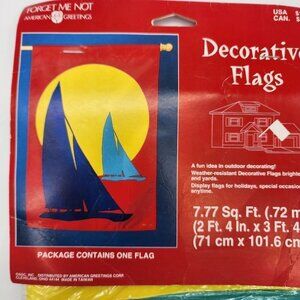 FORGET ME NOT
AMERICAN GREETINGS
USA
CAN.
Decorative
Flags
A fun idea in outdoor decorating!
Weather-resistant Decorative Flags bright
and yards.
Display flags for holidays, special occasio
anytime.
7.77 Sq. Ft. (.72 m
(2 Ft. 4 In. x 3 Ft. 4
(71 cm x 101.6 cm
PACKAGE CONTAINS ONE FLAG
DISTRIBUTED BY AMERICAN GREETINGS CORP.
CLEVELAND, OHIO 44144 MADE IN TAIWAN